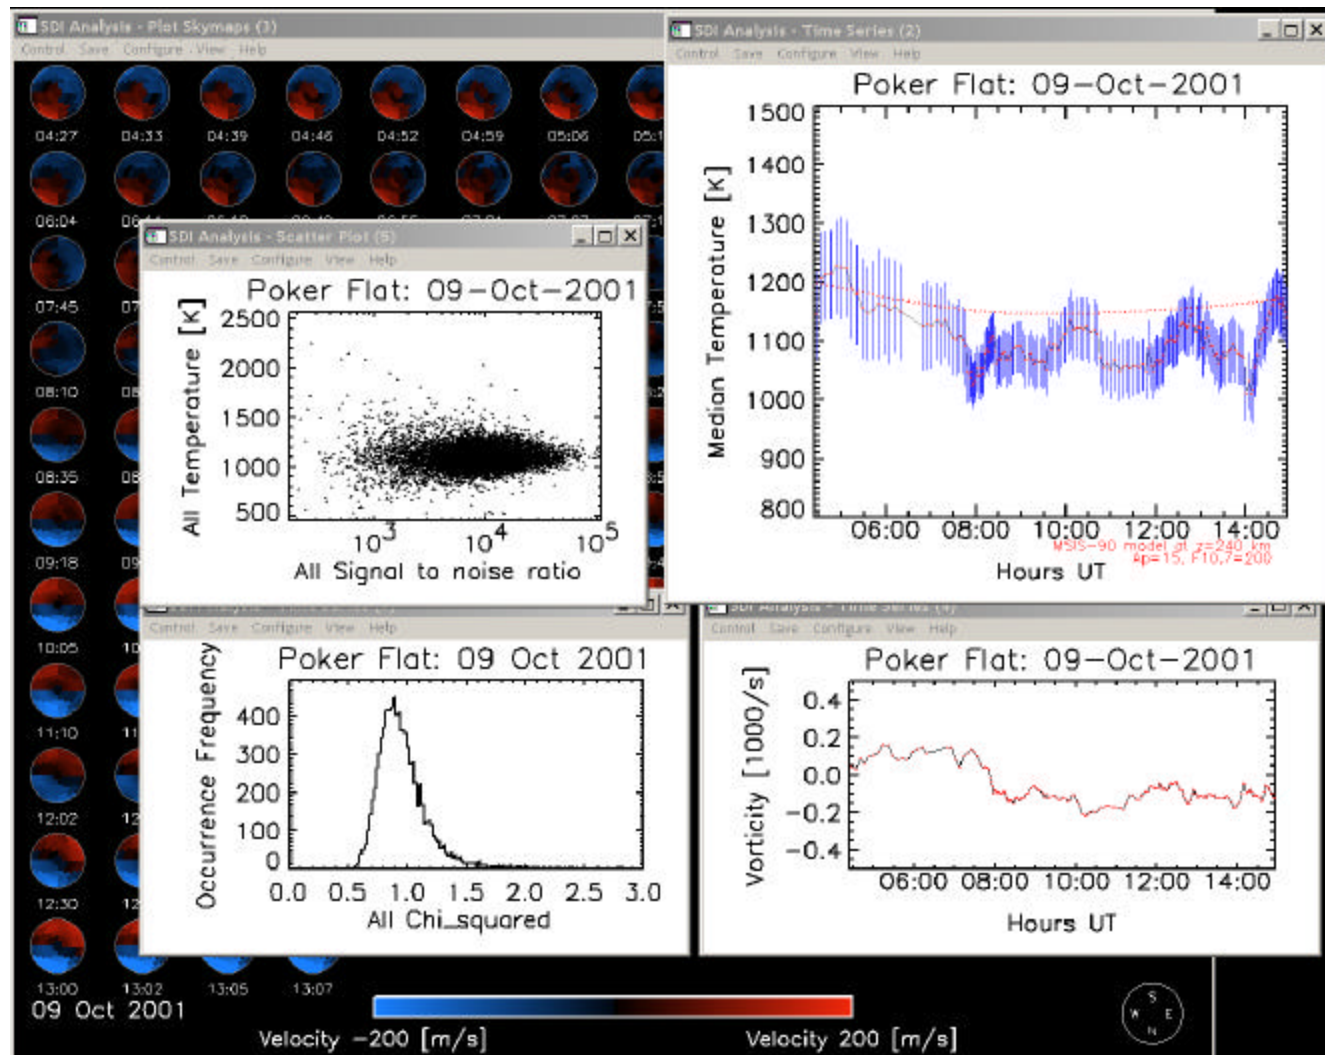 SDI Analysis - Plot Skymaps (3)
Control Save Configure View Help
04:27 04:33 04:39 04:46 04:52 04:59 05:06
06:04
07:45
08:10
08:35
09:18
10:05
11:10
12:02
12:30
13:00 13:02 13:05 13:07
09 Oct 2001
Velocity -200 [m/s] Velocity 200 [m/s]
S
W E
N
SDI Analysis - Time Series (2)
Control Save Configure View Help
Poker Flat: 09-Oct-2001
Median Temperature [K]
1500
1400
1300
1200
1100
1000
900
800
06:00 08:00 10:00 12:00 14:00
MSIS-90 model at z=240 km
Ap=15, F10.7=200
Hours UT
SDI Analysis - Scatter Plot (5)
Control Save Configure View Help
Poker Flat: 09-Oct-2001
All Temperature [K]
2500
2000
1500
1000
500
10^3 10^4 10^5
All Signal to noise ratio
Control Save Configure View Help
Poker Flat: 09 Oct 2001
Occurrence Frequency
400
300
200
100
0
0.0 0.5 1.0 1.5 2.0 2.5 3.0
All Chi_squared
SDI Analysis - Time Series (4)
Control Save Configure View Help
Poker Flat: 09-Oct-2001
Vorticity [1000/s]
0.4
0.2
0.0
-0.2
-0.4
06:00 08:00 10:00 12:00 14:00
Hours UT